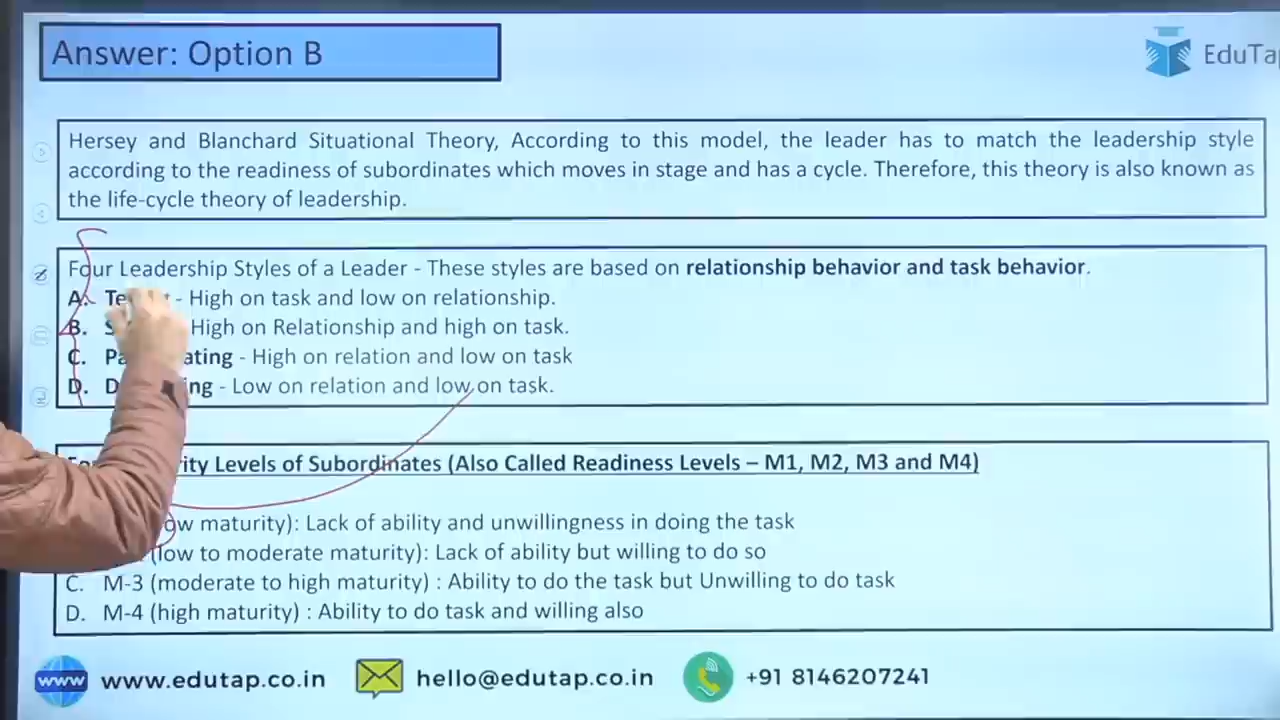 Answer: Option B
EduTap
Hersey and Blanchard Situational Theory, According to this model, the leader has to match the leadership style
according to the readiness of subordinates which moves in stage and has a cycle. Therefore, this theory is also known as
the life-cycle theory of leadership.
Four Leadership Styles of a Leader - These styles are based on relationship behavior and task behavior.
A. - High on task and low on relationship.
B. High on Relationship and high on task.
C. - High on relation and low on task
D. - Low on relation and low on task.
Levels of Subordinates (Also Called Readiness Levels – M1, M2, M3 and M4)
maturity): Lack of ability and unwillingness in doing the task
(low to moderate maturity): Lack of ability but willing to do so
C. M-3 (moderate to high maturity) : Ability to do the task but Unwilling to do task
D. M-4 (high maturity) : Ability to do task and willing also
www www.edutap.co.in hello@edutap.co.in +91 8146207241